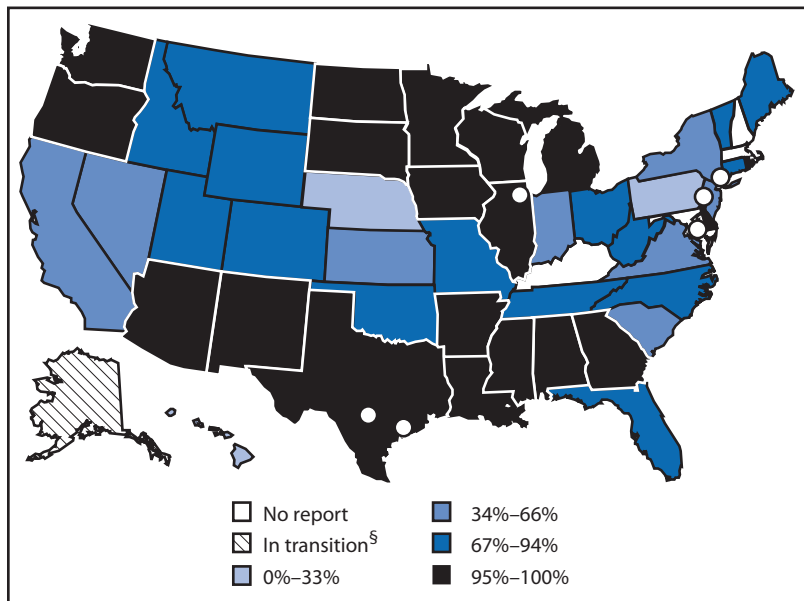 No report
In transition§
0%–33%
34%–66%
67%–94%
95%–100%